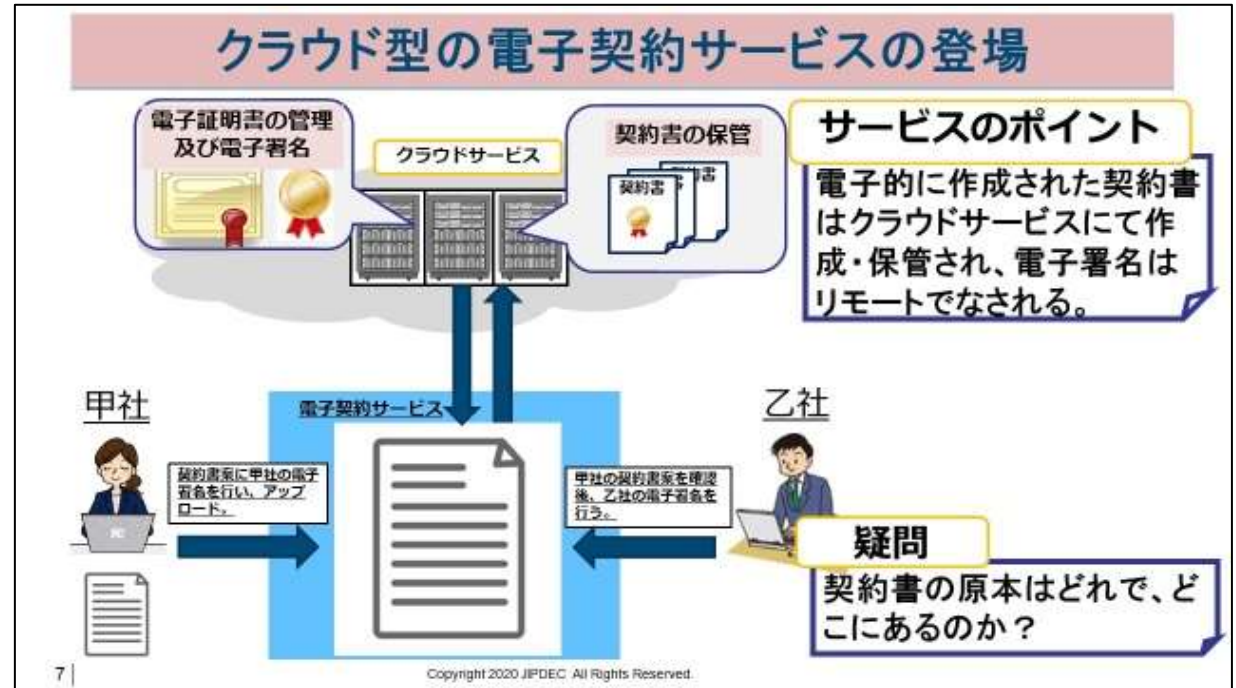 クラウド型の電子契約サービスの登場
電子証明書の管理
及び電子署名
クラウドサービス
契約書の保管
契約書
サービスのポイント
電子的に作成された契約書
はクラウドサービスにて作
成・保管され、電子署名は
リモートでなされる。
甲社
電子契約サービス
乙社
契約書案に甲社の電子
署名を行い、アップ
ロード。
甲社の契約書案を確認
後、乙社の電子署名を
行う。
疑問
契約書の原本はどれで、ど
こにあるのか？
7
Copyright 2020 JIPDEC All Rights Reserved.